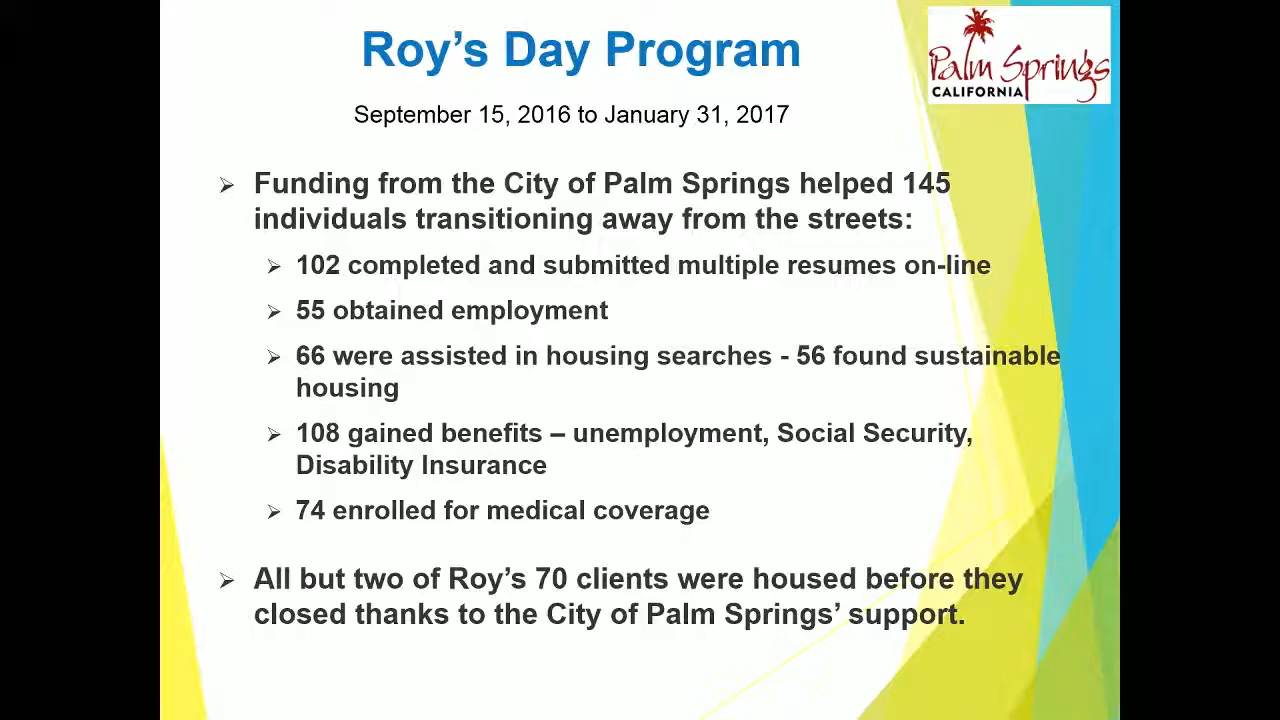 Roy’s Day Program
Palm Springs
CALIFORNIA
September 15, 2016 to January 31, 2017
Funding from the City of Palm Springs helped 145
individuals transitioning away from the streets:
102 completed and submitted multiple resumes on-line
55 obtained employment
66 were assisted in housing searches - 56 found sustainable
housing
108 gained benefits – unemployment, Social Security,
Disability Insurance
74 enrolled for medical coverage
All but two of Roy’s 70 clients were housed before they
closed thanks to the City of Palm Springs’ support.